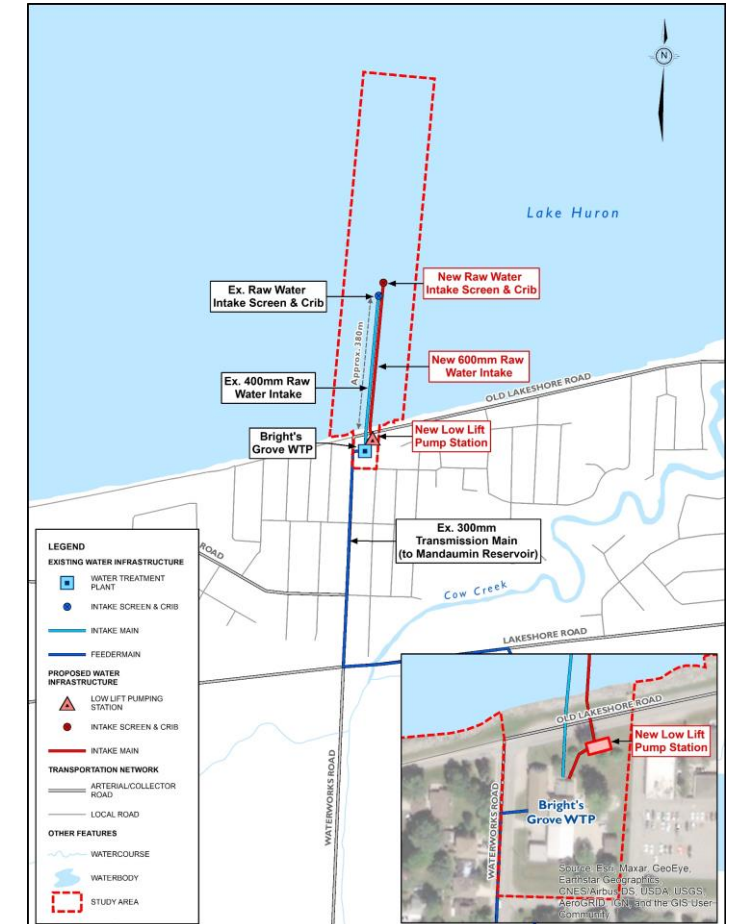 N
Lake Huron
Ex. Raw Water
Intake Screen & Crib
New Raw Water
Intake Screen & Crib
Approx. 380m
Ex. 400mm Raw
Water Intake
New 600mm Raw
Water Intake
OLD LAKESHORE ROAD
Bright's
Grove WTP
New Low Lift
Pump Station
Ex. 300mm
Transmission Main
(to Mandaumin Reservoir)
ROAD
Cow Creek
LAKESHORE ROAD
WATERWORKS ROAD
LEGEND
EXISTING WATER INFRASTRUCTURE
WATER TREATMENT
PLANT
INTAKE SCREEN & CRIB
INTAKE MAIN
FEEDERMAIN
PROPOSED WATER
INFRASTRUCTURE
LOW LIFT PUMPING
STATION
INTAKE SCREEN & CRIB
INTAKE MAIN
TRANSPORTATION NETWORK
ARTERIAL/COLLECTOR
ROAD
LOCAL ROAD
OTHER FEATURES
WATERCOURSE
WATERBODY
STUDY AREA
OLD LAKESHORE ROAD
New Low Lift
Pump Station
Bright's
Grove WTP
WATERWORKS ROAD
Source: Esri, Maxar, GeoEye,
Earthstar Geographics,
CNES/Airbus DS, USDA, USGS,
AeroGRID, IGN, and the GIS User
Community